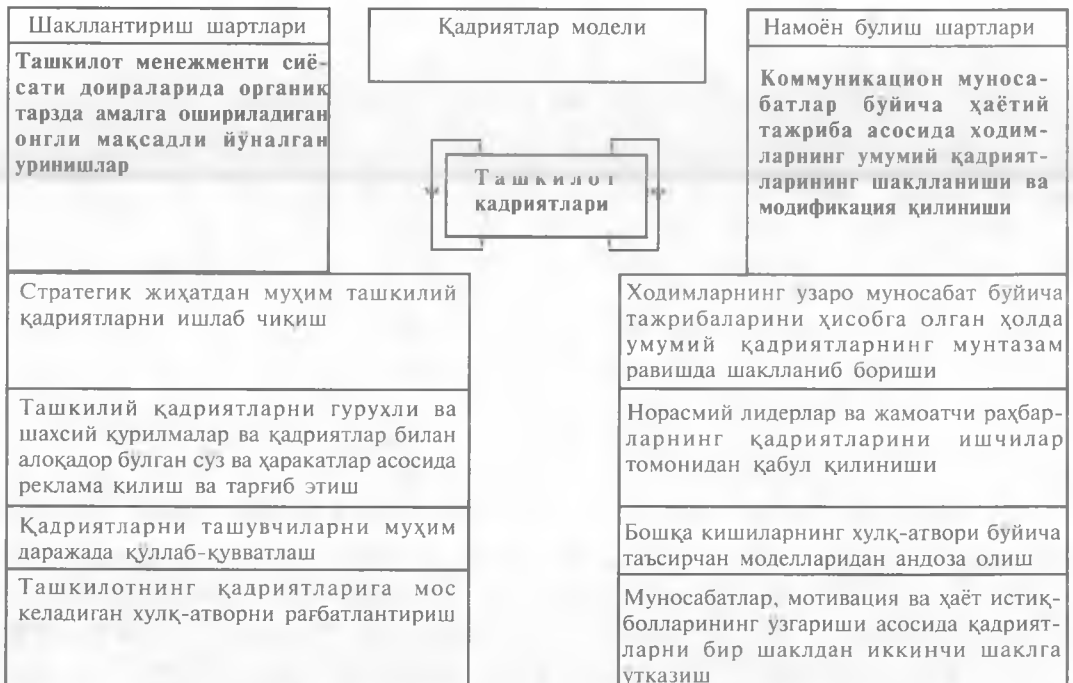 Шакллантириш шартлари
Ташкилот менежменти сиё-
сати доираларида органик
тарзда амалга ошириладиган
онгли мақсадли йўналган
уринишлар
Қадриятлар модели
Ташкилот
қадриятлари
Намоён булиш шартлари
Коммуникацион муноса-
батлар буйича ҳаётий
тажриба асосида ходим-
ларнинг умумий қадрият-
ларининг шаклланиши ва
модификация қилиниши
Стратегик жиҳатдан муҳим ташкилий
қадриятларни ишлаб чиқиш
Ташкилий қадриятларни гурухли ва
шахсий қурилмалар ва қадриятлар билан
алоқадор булган суз ва ҳаракатлар асосида
реклама килиш ва тарғиб этиш
Қадриятларни ташувчиларни муҳим
даражада қўллаб-қувватлаш
Ташкилотнинг қадриятларига мос
келадиган хулқ-атворни рағбатлантириш
Ходимларнинг узаро муносабат буйича
тажрибаларини ҳисобга олган ҳолда
умумий қадриятларнинг мунтазам
равишда шаклланиб бориши
Норасмий лидерлар ва жамоатчи раҳбар-
ларнинг қадриятларини ишчилар
томонидан қабул қилиниши
Бошқа кишиларнинг хулқ-атвори буйича
таъсирчан моделларидан андоза олиш
Муносабатлар, мотивация ва ҳаёт истиқ-
болларининг ўзгариши асосида қадрият-
ларни бир шаклдан иккинчи шаклга
ўтказиш